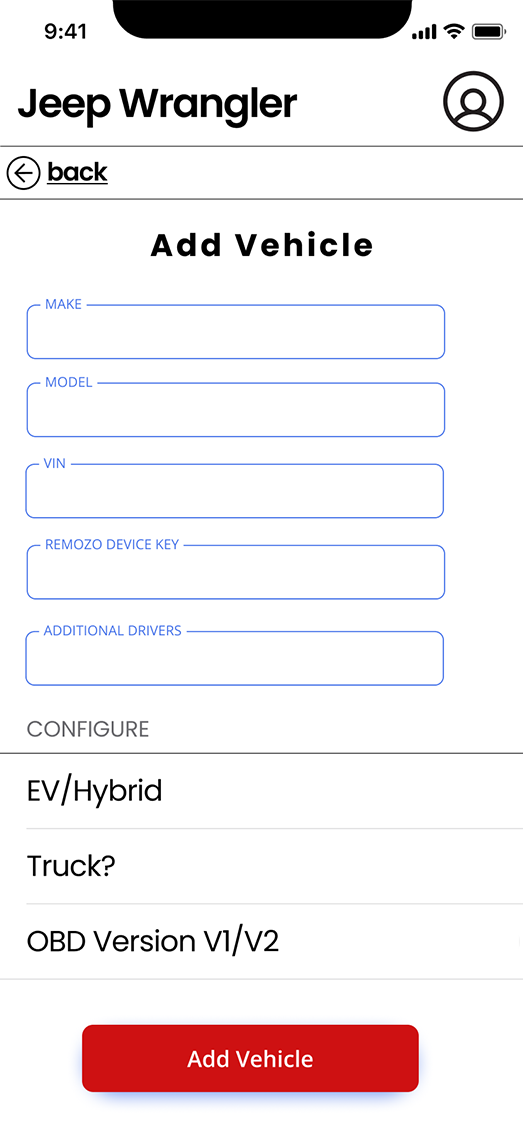 9:41
Jeep Wrangler
back
Add Vehicle
MAKE
MODEL
VIN
REMOZO DEVICE KEY
ADDITIONAL DRIVERS
CONFIGURE
EV/Hybrid
Truck?
OBD Version V1/V2
Add Vehicle